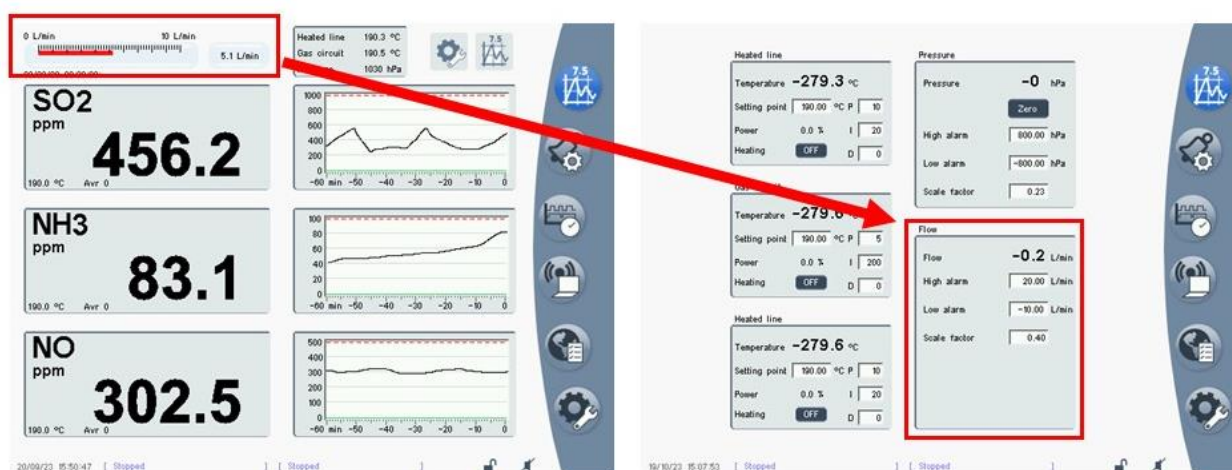 0 L/min 10 L/min
5.1 L/min
Heated line 190.3 °C
Gas circuit 190.5 °C
1030 hPa
7.5
SO2
ppm
456.2
190.0 °C Avr 0
1000
800
600
400
200
0
-60 min -50 -40 -30 -20 -10 0
NH3
ppm
83.1
190.0 °C Avr 0
100
80
60
40
20
0
-60 min -50 -40 -30 -20 -10 0
NO
ppm
302.5
190.0 °C Avr 0
500
400
300
200
100
0
-60 min -50 -40 -30 -20 -10 0
7.5
20/09/23 15:50:47 [ Stopped ] [ Stopped ]
Heated line
Temperature -279.3 °C
Setting point 190.00 °C P 10
Power 0.0 % I 20
Heating OFF D 0
Temperature -279.6 °C
Setting point 190.00 °C P 5
Power 0.0 % I 200
Heating OFF D 0
Heated line
Temperature -279.6 °C
Setting point 190.00 °C P 10
Power 0.0 % I 20
Heating OFF D 0
Pressure
Pressure -0 hPa
Zero
High alarm 800.00 hPa
Low alarm -800.00 hPa
Scale factor 0.23
Flow
Flow -0.2 L/min
High alarm 20.00 L/min
Low alarm -10.00 L/min
Scale factor 0.40
7.5
19/10/23 15:07:53 [ Stopped ] [ Stopped ]